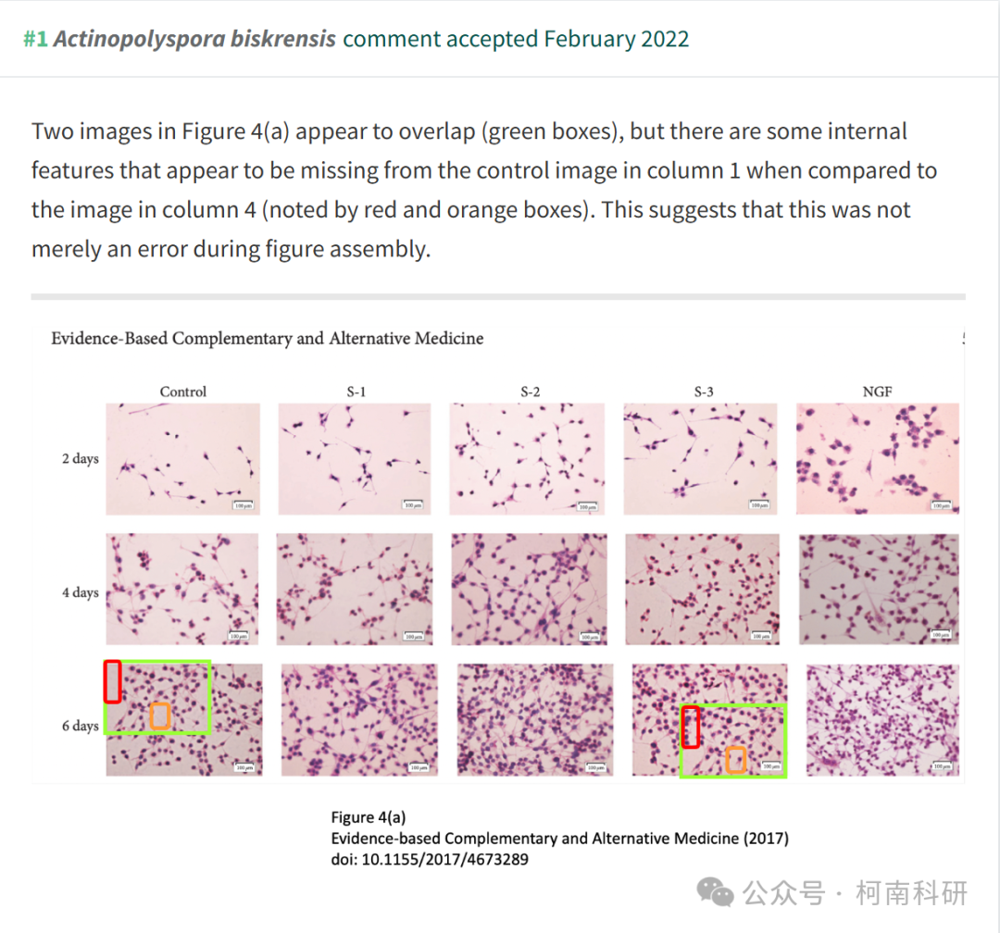 #1 Actinopolyspora biskrensis comment accepted February 2022
Two images in Figure 4(a) appear to overlap (green boxes), but there are some internal
features that appear to be missing from the control image in column 1 when compared to
the image in column 4 (noted by red and orange boxes). This suggests that this was not
merely an error during figure assembly.
Evidence-Based Complementary and Alternative Medicine
Control S-1 S-2 S-3 NGF
2 days
100 μm 100 μm 100 μm 100 μm 100 μm
4 days
100 μm 100 μm 100 μm 100 μm 100 μm
6 days
100 μm 100 μm 100 μm 100 μm 100 μm
Figure 4(a)
Evidence-based Complementary and Alternative Medicine (2017)
doi: 10.1155/2017/4673289
公众号 · 柯南科研